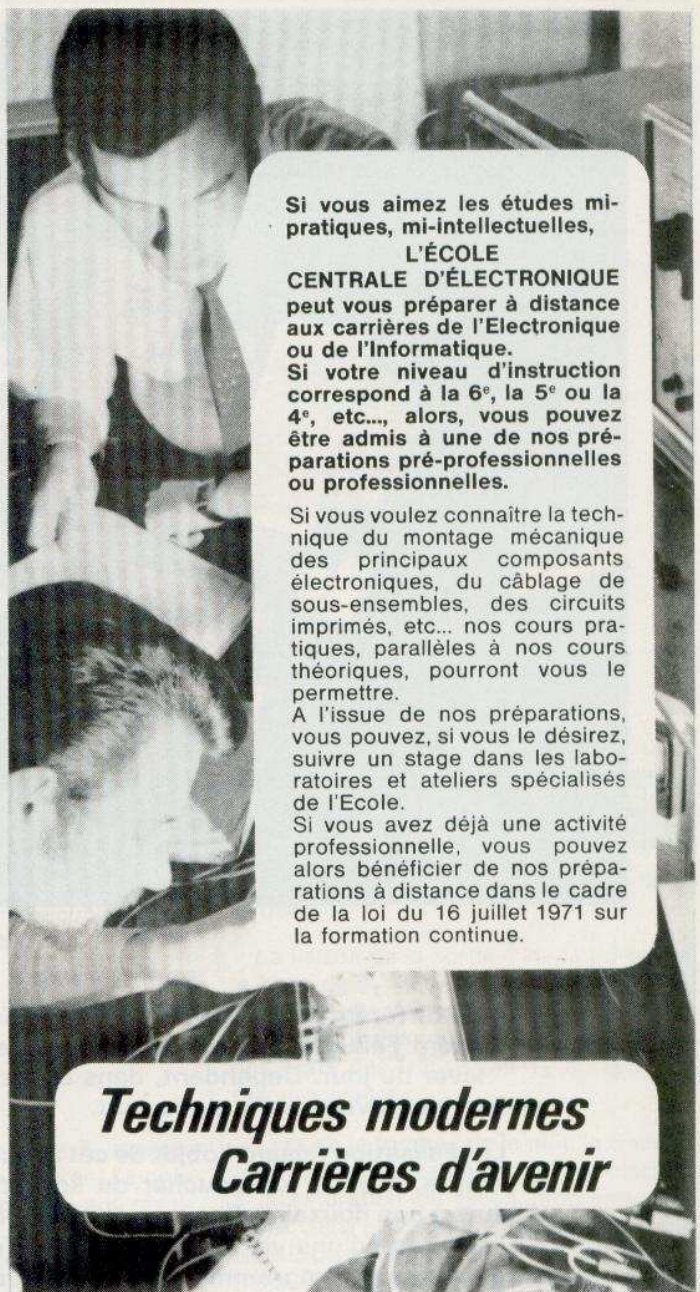 Si vous aimez les études mi-
pratiques, mi-intellectuelles,
L'ÉCOLE
CENTRALE D'ÉLECTRONIQUE
peut vous préparer à distance
aux carrières de l'Electronique
ou de l'Informatique.
Si votre niveau d'instruction
correspond à la 6e, la 5e ou la
4e, etc..., alors, vous pouvez
être admis à une de nos pré-
parations pré-professionnelles
ou professionnelles.
Si vous voulez connaître la tech-
nique du montage mécanique
des principaux composants
électroniques, du câblage de
sous-ensembles, des circuits
imprimés, etc... nos cours pra-
tiques, parallèles à nos cours
théoriques, pourront vous le
permettre.
A l'issue de nos préparations,
vous pouvez, si vous le désirez,
suivre un stage dans les labo-
ratoires et ateliers spécialisés
de l'Ecole.
Si vous avez déjà une activité
professionnelle, vous pouvez
alors bénéficier de nos prépa-
rations à distance dans le cadre
de la loi du 16 juillet 1971 sur
la formation continue.
Techniques modernes
Carrières d'avenir